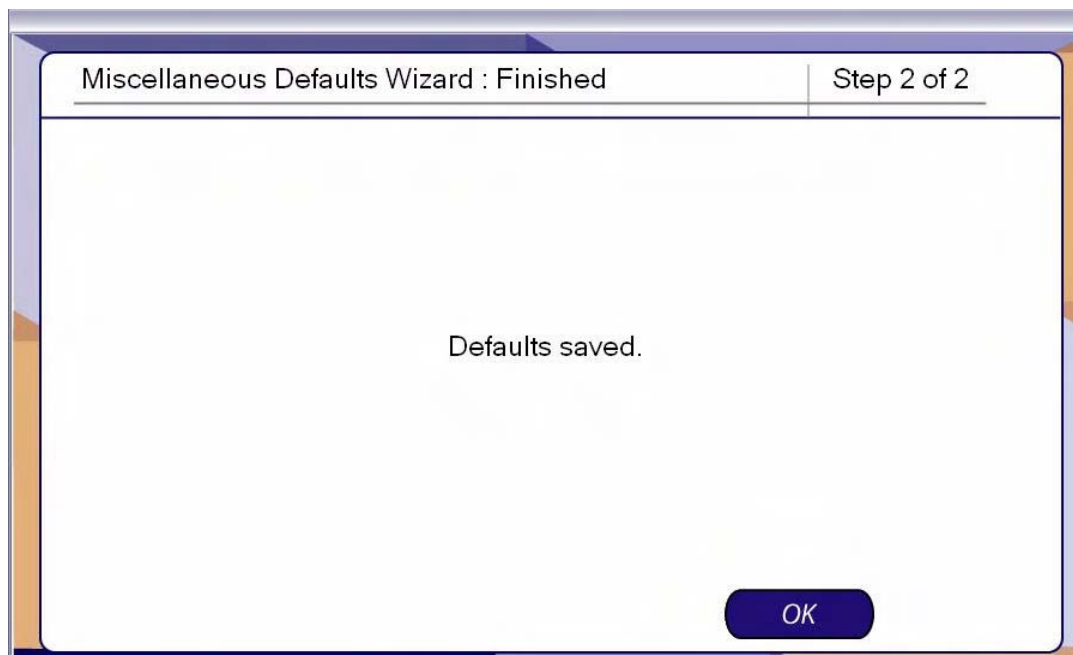 Miscellaneous Defaults Wizard : Finished
Step 2 of 2
Defaults saved.
OK